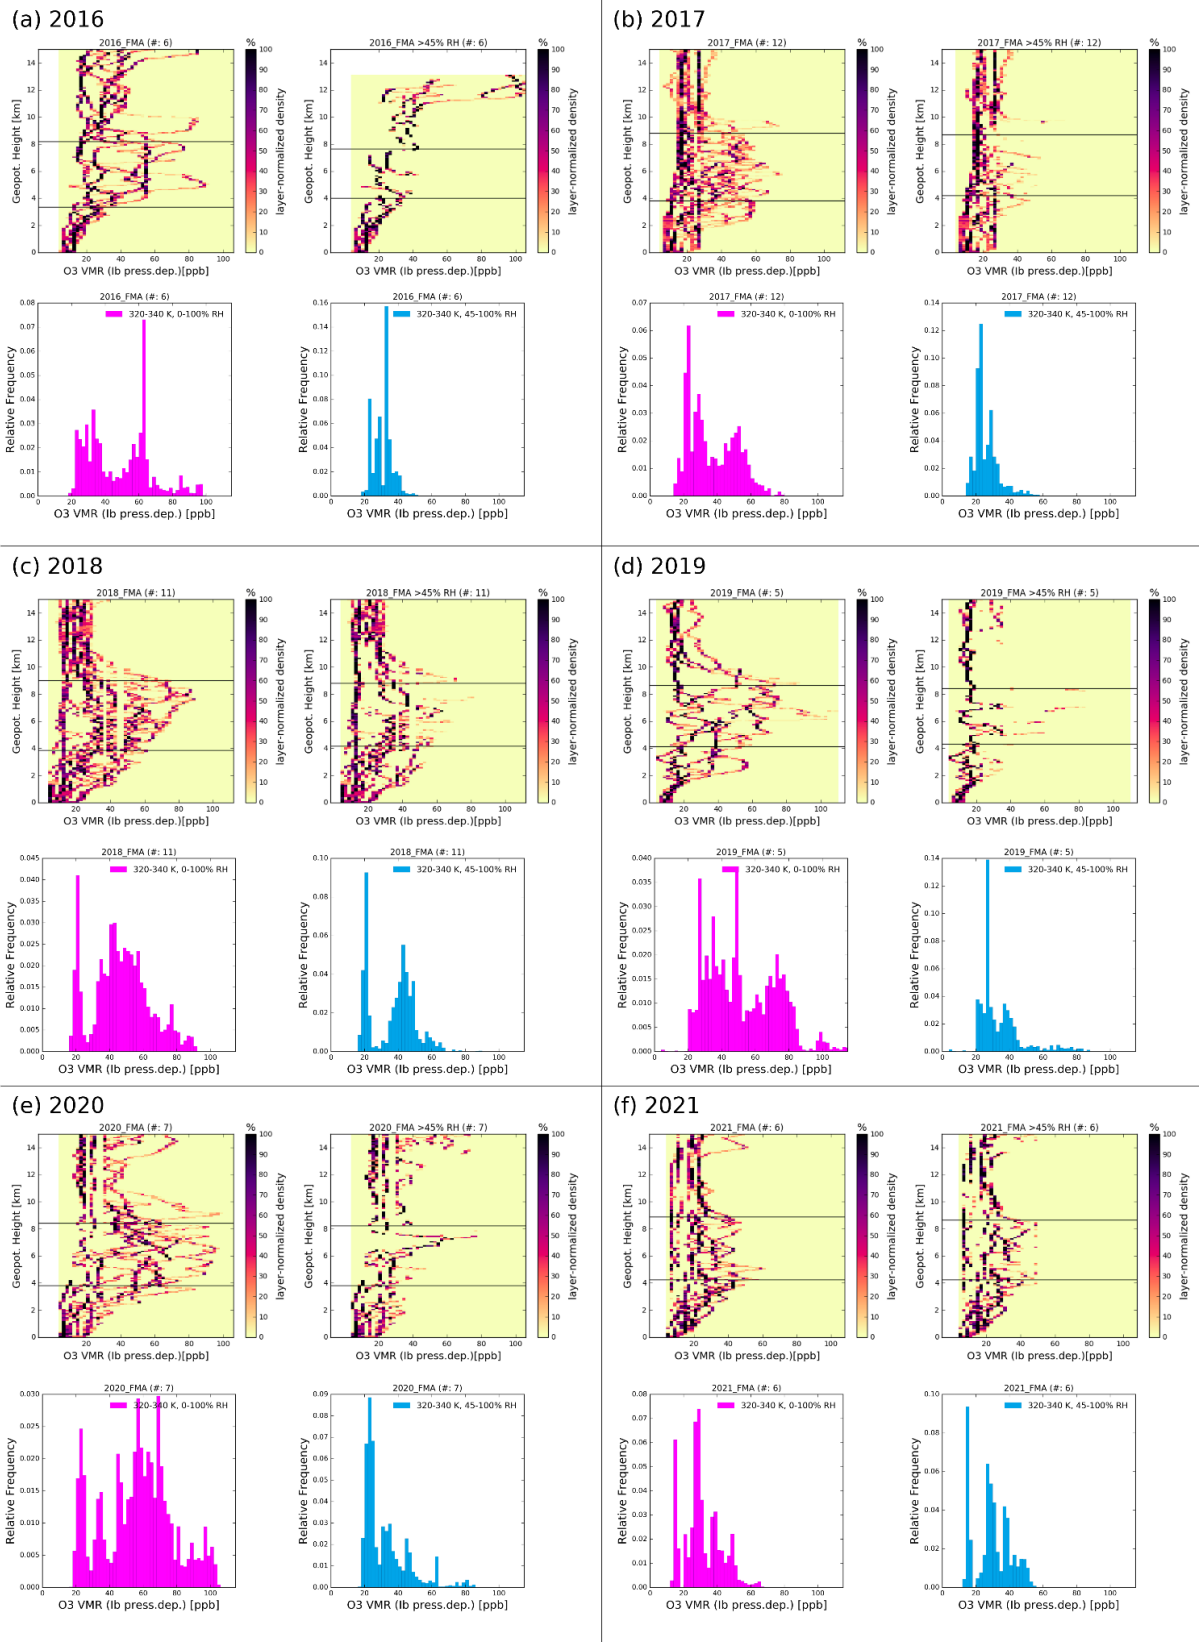 (a) 2016
2016_FMA (#: 6)
%
2016_FMA >45% RH (#: 6)
%
Geopot. Height [km]
layer-normalized density
O3 VMR (lb press.dep.)[ppb]
Geopot. Height [km]
layer-normalized density
O3 VMR (lb press.dep.)[ppb]
2016_FMA (#: 6)
320-340 K, 0-100% RH
Relative Frequency
O3 VMR (lb press.dep.) [ppb]
2016_FMA (#: 6)
320-340 K, 45-100% RH
Relative Frequency
O3 VMR (lb press.dep.) [ppb]
(b) 2017
2017_FMA (#: 12)
%
2017_FMA >45% RH (#: 12)
%
Geopot. Height [km]
layer-normalized density
O3 VMR (lb press.dep.)[ppb]
Geopot. Height [km]
layer-normalized density
O3 VMR (lb press.dep.)[ppb]
2017_FMA (#: 12)
320-340 K, 0-100% RH
Relative Frequency
O3 VMR (lb press.dep.) [ppb]
2017_FMA (#: 12)
320-340 K, 45-100% RH
Relative Frequency
O3 VMR (lb press.dep.) [ppb]
(c) 2018
2018_FMA (#: 11)
%
2018_FMA >45% RH (#: 11)
%
Geopot. Height [km]
layer-normalized density
O3 VMR (lb press.dep.)[ppb]
Geopot. Height [km]
layer-normalized density
O3 VMR (lb press.dep.)[ppb]
2018_FMA (#: 11)
320-340 K, 0-100% RH
Relative Frequency
O3 VMR (lb press.dep.) [ppb]
2018_FMA (#: 11)
320-340 K, 45-100% RH
Relative Frequency
O3 VMR (lb press.dep.) [ppb]
(d) 2019
2019_FMA (#: 5)
%
2019_FMA >45% RH (#: 5)
%
Geopot. Height [km]
layer-normalized density
O3 VMR (lb press.dep.)[ppb]
Geopot. Height [km]
layer-normalized density
O3 VMR (lb press.dep.)[ppb]
2019_FMA (#: 5)
320-340 K, 0-100% RH
Relative Frequency
O3 VMR (lb press.dep.) [ppb]
2019_FMA (#: 5)
320-340 K, 45-100% RH
Relative Frequency
O3 VMR (lb press.dep.) [ppb]
(e) 2020
2020_FMA (#: 7)
%
2020_FMA >45% RH (#: 7)
%
Geopot. Height [km]
layer-normalized density
O3 VMR (lb press.dep.)[ppb]
Geopot. Height [km]
layer-normalized density
O3 VMR (lb press.dep.)[ppb]
2020_FMA (#: 7)
320-340 K, 0-100% RH
Relative Frequency
O3 VMR (lb press.dep.) [ppb]
2020_FMA (#: 7)
320-340 K, 45-100% RH
Relative Frequency
O3 VMR (lb press.dep.) [ppb]
(f) 2021
2021_FMA (#: 6)
%
2021_FMA >45% RH (#: 6)
%
Geopot. Height [km]
layer-normalized density
O3 VMR (lb press.dep.)[ppb]
Geopot. Height [km]
layer-normalized density
O3 VMR (lb press.dep.)[ppb]
2021_FMA (#: 6)
320-340 K, 0-100% RH
Relative Frequency
O3 VMR (lb press.dep.) [ppb]
2021_FMA (#: 6)
320-340 K, 45-100% RH
Relative Frequency
O3 VMR (lb press.dep.) [ppb]